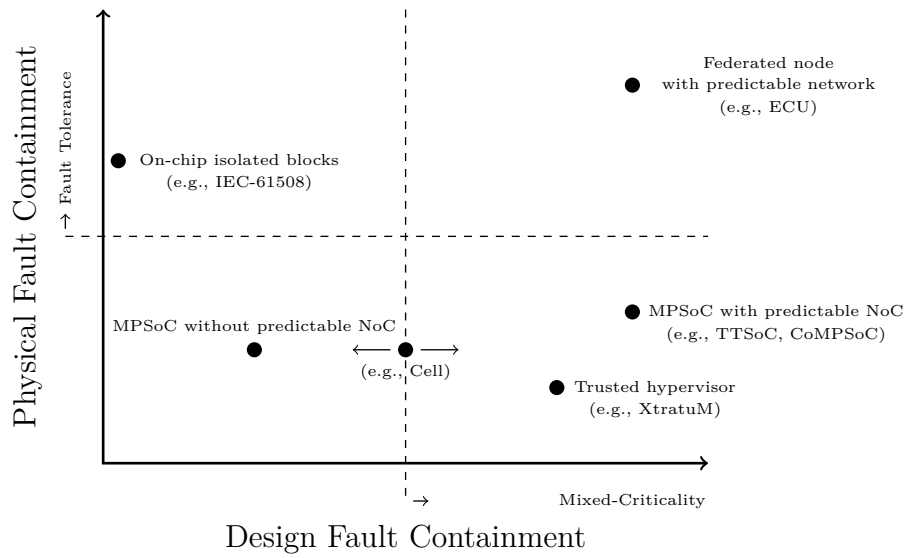 Federated node
with predictable network
(e.g., ECU)
On-chip isolated blocks
(e.g., IEC-61508)
→ Fault Tolerance
Physical Fault Containment
MPSoC with predictable NoC
(e.g., TTSoC, CoMPSoC)
MPSoC without predictable NoC
(e.g., Cell)
Trusted hypervisor
(e.g., XtratuM)
→ Mixed-Criticality
Design Fault Containment